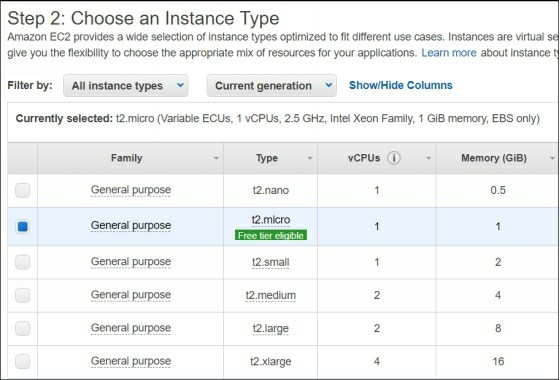 Step 2: Choose an Instance Type
Amazon EC2 provides a wide selection of instance types optimized to fit different use cases. Instances are virtual
give you the flexibility to choose the appropriate mix of resources for your applications. Learn more about instance
Filter by: All instance types Current generation Show/Hide Columns
Currently selected: t2.micro (Variable ECUs, 1 vCPUs, 2.5 GHz, Intel Xeon Family, 1 GiB memory, EBS only)
Family Type vCPUs i Memory (GiB)
General purpose t2.nano 1 0.5
General purpose t2.micro 1 1
Free tier eligible
General purpose t2.small 1 2
General purpose t2.medium 2 4
General purpose t2.large 2 8
General purpose t2.xlarge 4 16